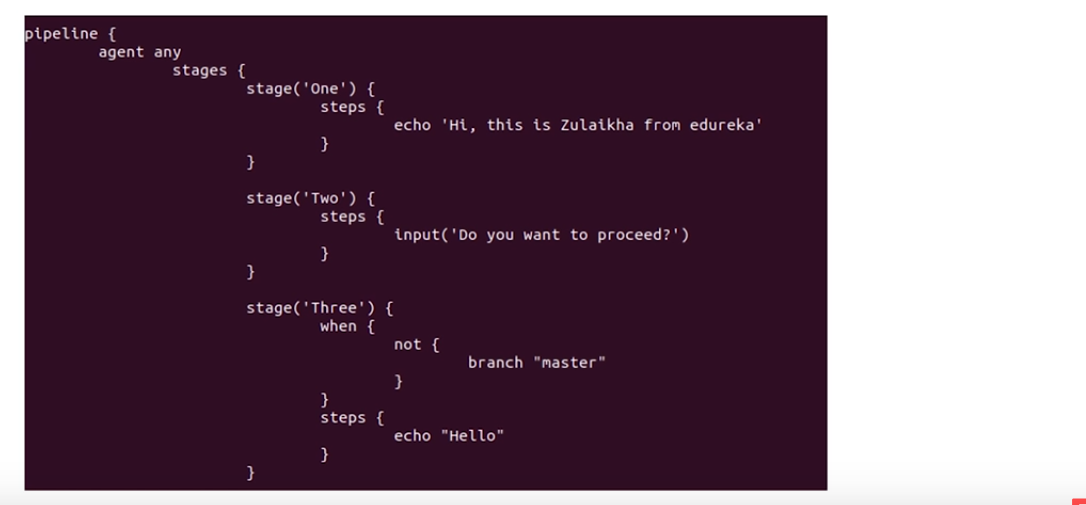 pipeline {
agent any
stages {
stage('One') {
steps {
echo 'Hi, this is Zulaikha from edureka'
}
}
stage('Two') {
steps {
input('Do you want to proceed?')
}
}
stage('Three') {
when {
not {
branch "master"
}
}
steps {
echo "Hello"
}
}